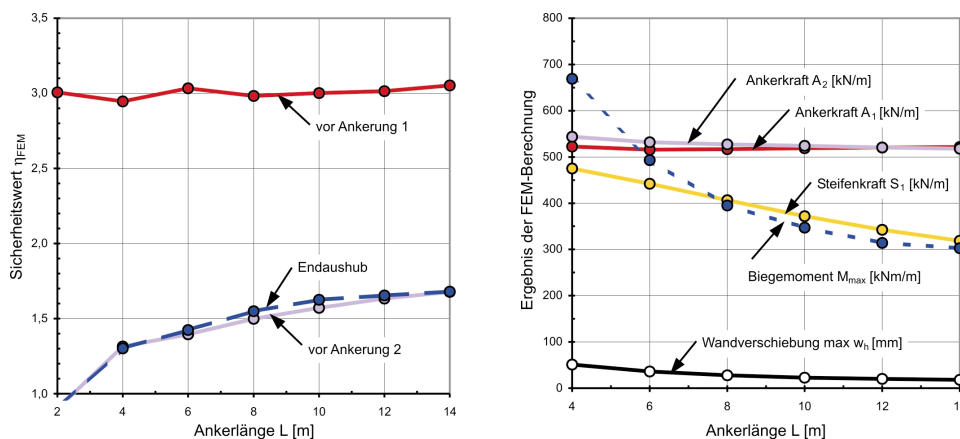 3,5
3,0
2,5
2,0
1,5
1,0
Sicherheitswert ηFEM
vor Ankerung 1
Endaushub
vor Ankerung 2
2 4 6 8 10 12 14
Ankerlänge L [m]
800
700
600
500
400
300
200
100
0
Ergebnis der FEM-Berechnung
Ankerkraft A2 [kN/m]
Ankerkraft A1 [kN/m]
Steifenkraft S1 [kN/m]
Biegemoment Mmax [kNm/m]
Wandverschiebung max wh [mm]
4 6 8 10 12 14
Ankerlänge L [m]